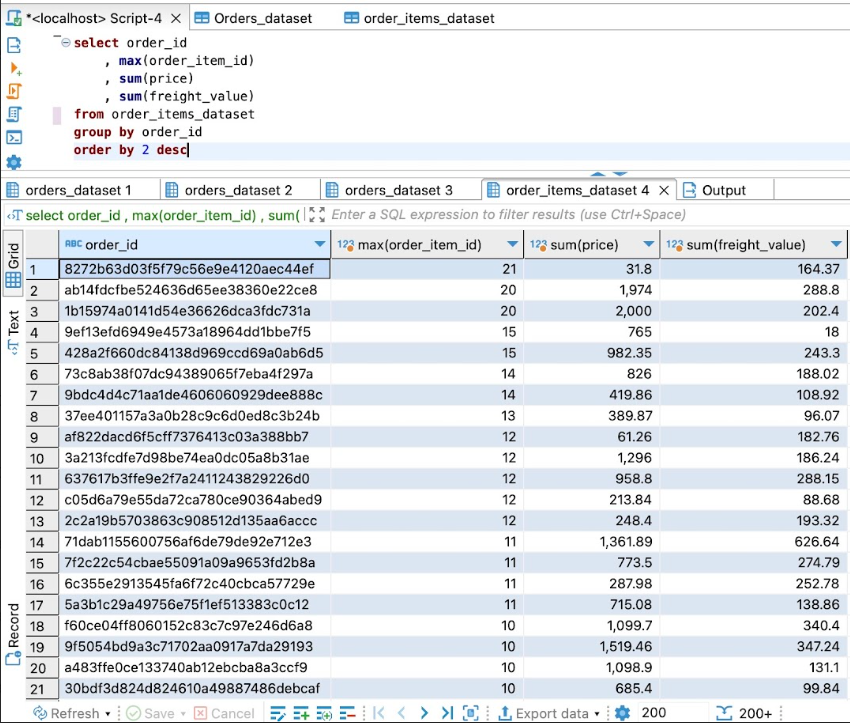 *<localhost> Script-4
Orders_dataset
order_items_dataset
select order_id
, max(order_item_id)
, sum(price)
, sum(freight_value)
from order_items_dataset
group by order_id
order by 2 desc
orders_dataset 1
orders_dataset 2
orders_dataset 3
order_items_dataset 4
Output
select order_id , max(order_item_id) , sum( Enter a SQL expression to filter results (use Ctrl+Space)
Grid
Text
Record
ABC order_id 123 max(order_item_id) 123 sum(price) 123 sum(freight_value)
1 8272b63d03f5f79c56e9e4120aec44ef 21 31.8 164.37
2 ab14fdcfbe524636d65ee38360e22ce8 20 1,974 288.8
3 1b15974a0141d54e36626dca3fdc731a 20 2,000 202.4
4 9ef13efd6949e4573a18964dd1bbe7f5 15 765 18
5 428a2f660dc84138d969ccd69a0ab6d5 15 982.35 243.3
6 73c8ab38f07dc94389065f7eba4f297a 14 826 188.02
7 9bdc4d4c71aa1de4606060929dee888c 14 419.86 108.92
8 37ee401157a3a0b28c9c6d0ed8c3b24b 13 389.87 96.07
9 af822dacd6f5cff7376413c03a388bb7 12 61.26 182.76
10 3a213fcdfe7d98be74ea0dc05a8b31ae 12 1,296 186.24
11 637617b3ffe9e2f7a2411243829226d0 12 958.8 288.15
12 c05d6a79e55da72ca780ce90364abed9 12 213.84 88.68
13 2c2a19b5703863c908512d135aa6accc 12 248.4 193.32
14 71dab1155600756af6de79de92e712e3 11 1,361.89 626.64
15 7f2c22c54cbae55091a09a9653fd2b8a 11 773.5 274.79
16 6c355e2913545fa6f72c40cbca57729e 11 287.98 252.78
17 5a3b1c29a49756e75f1ef513383c0c12 11 715.08 138.86
18 f60ce04ff8060152c83c7c97e246d6a8 10 1,099.7 340.4
19 9f5054bd9a3c71702aa0917a7da29193 10 1,519.46 347.24
20 a483ffe0ce133740ab12ebcba8a3ccf9 10 1,098.9 131.1
21 30bdf3d824d824610a49887486debcaf 10 685.4 99.84
Refresh Save Cancel Export data 200 200+